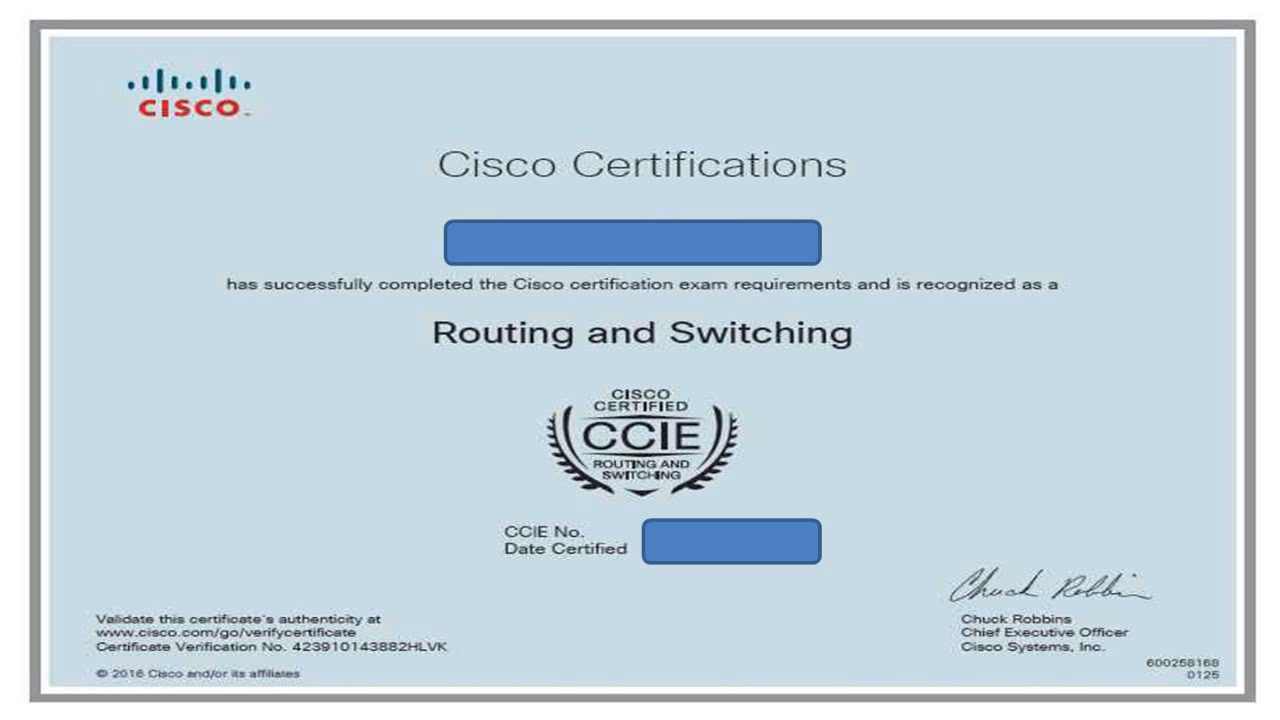 CISCO
Cisco Certifications
has successfully completed the Cisco certification exam requirements and is recognized as a
Routing and Switching
CISCO
CERTIFIED
CCIE
ROUTING AND
SWITCHING
CCIE No.
Date Certified
Chuck Robbins
Validate this certificate's authenticity at
www.cisco.com/go/verifycertificate
Certificate Verification No. 423910143882HLVK
© 2016 Cisco and/or its affiliates
Chuck Robbins
Chief Executive Officer
Cisco Systems, Inc.
600258168
0125